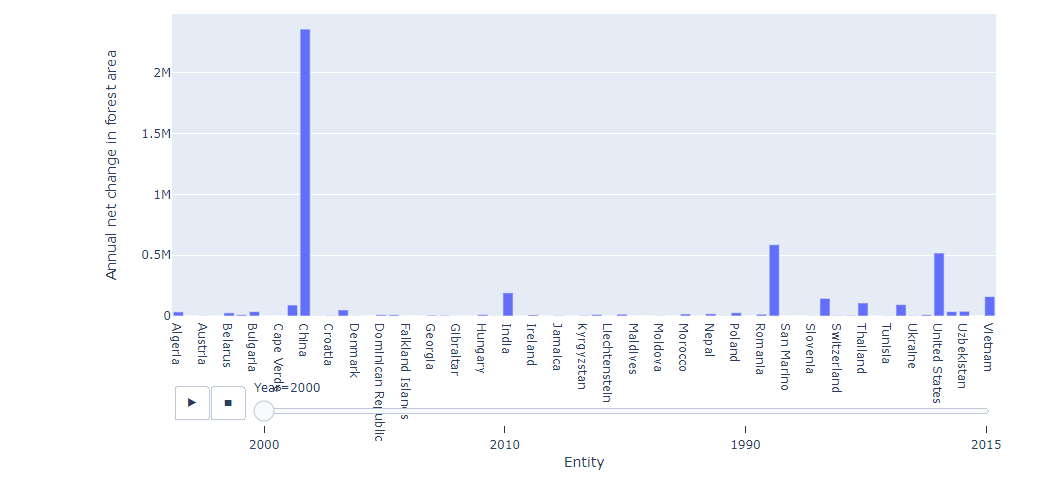 Annual net change in forest area
2M
1.5M
1M
0.5M
0
Algeria
Austria
Belarus
Bulgaria
Cape Verde
China
Croatia
Denmark
Dominican Republic
Falkland Islands
Georgia
Gibraltar
Hungary
India
Ireland
Jamaica
Kyrgyzstan
Liechtenstein
Maldives
Moldova
Morocco
Nepal
Poland
Romania
San Marino
Slovenia
Switzerland
Thailand
Tunisia
Ukraine
United States
Uzbekistan
Vietnam
▶
■
Year=2000
2000
2010
1990
2015
Entity